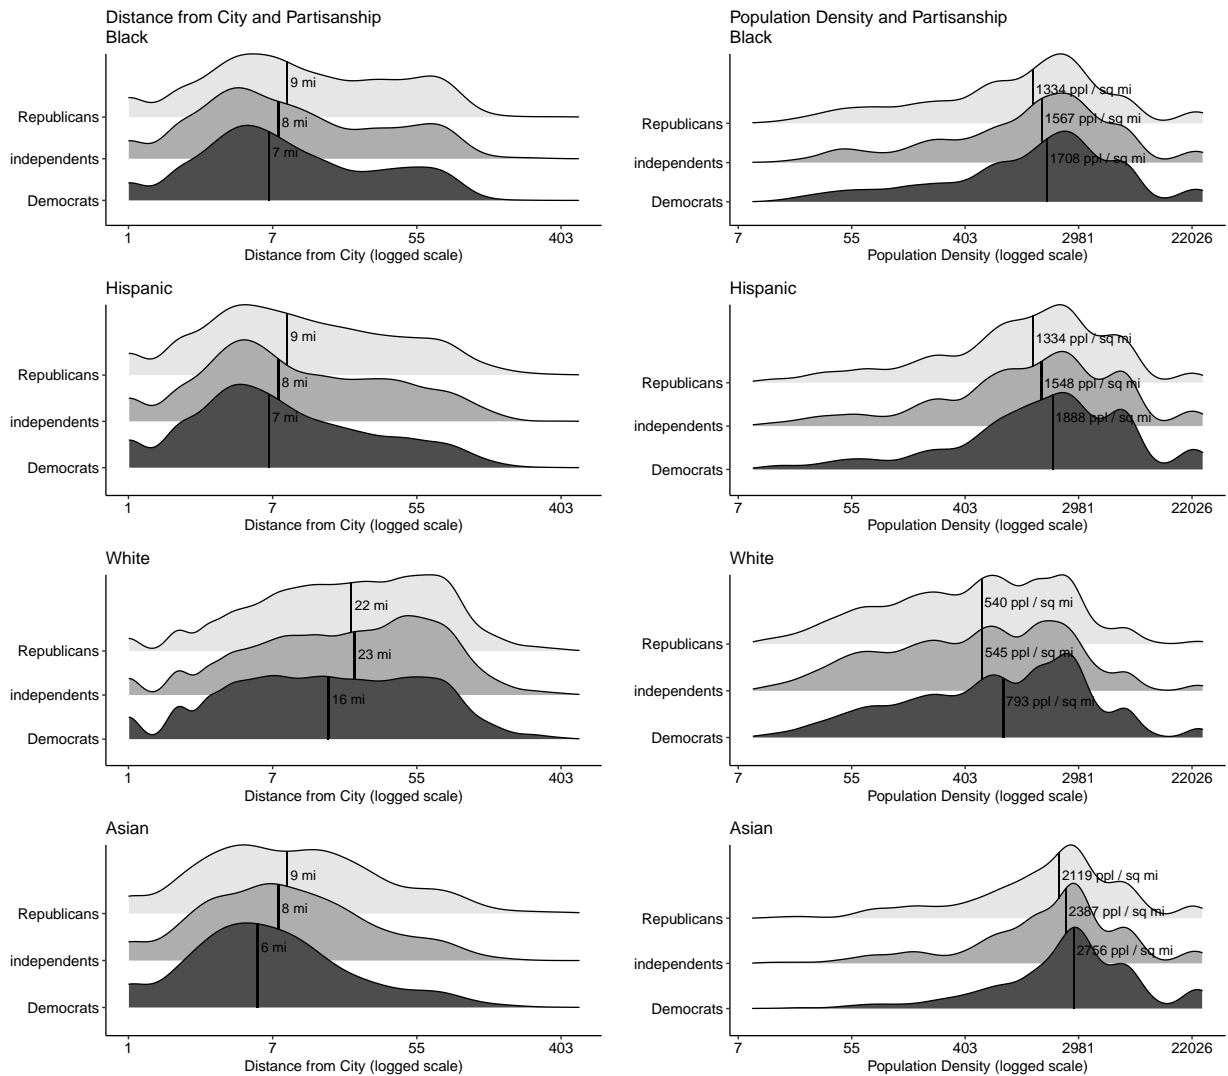 Distance from City and Partisanship
Black
9 mi
Republicans
8 mi
independents
7 mi
Democrats
1 7 55 403
Distance from City (logged scale)
Population Density and Partisanship
Black
1334 ppl / sq mi
Republicans
1567 ppl / sq mi
independents
1708 ppl / sq mi
Democrats
7 55 403 2981 22026
Population Density (logged scale)
Hispanic
9 mi
Republicans
8 mi
independents
7 mi
Democrats
1 7 55 403
Distance from City (logged scale)
Hispanic
1334 ppl / sq mi
Republicans
1548 ppl / sq mi
independents
1888 ppl / sq mi
Democrats
7 55 403 2981 22026
Population Density (logged scale)
White
22 mi
Republicans
23 mi
independents
16 mi
Democrats
1 7 55 403
Distance from City (logged scale)
White
540 ppl / sq mi
Republicans
545 ppl / sq mi
independents
793 ppl / sq mi
Democrats
7 55 403 2981 22026
Population Density (logged scale)
Asian
9 mi
Republicans
8 mi
independents
6 mi
Democrats
1 7 55 403
Distance from City (logged scale)
Asian
2119 ppl / sq mi
Republicans
2387 ppl / sq mi
independents
2756 ppl / sq mi
Democrats
7 55 403 2981 22026
Population Density (logged scale)